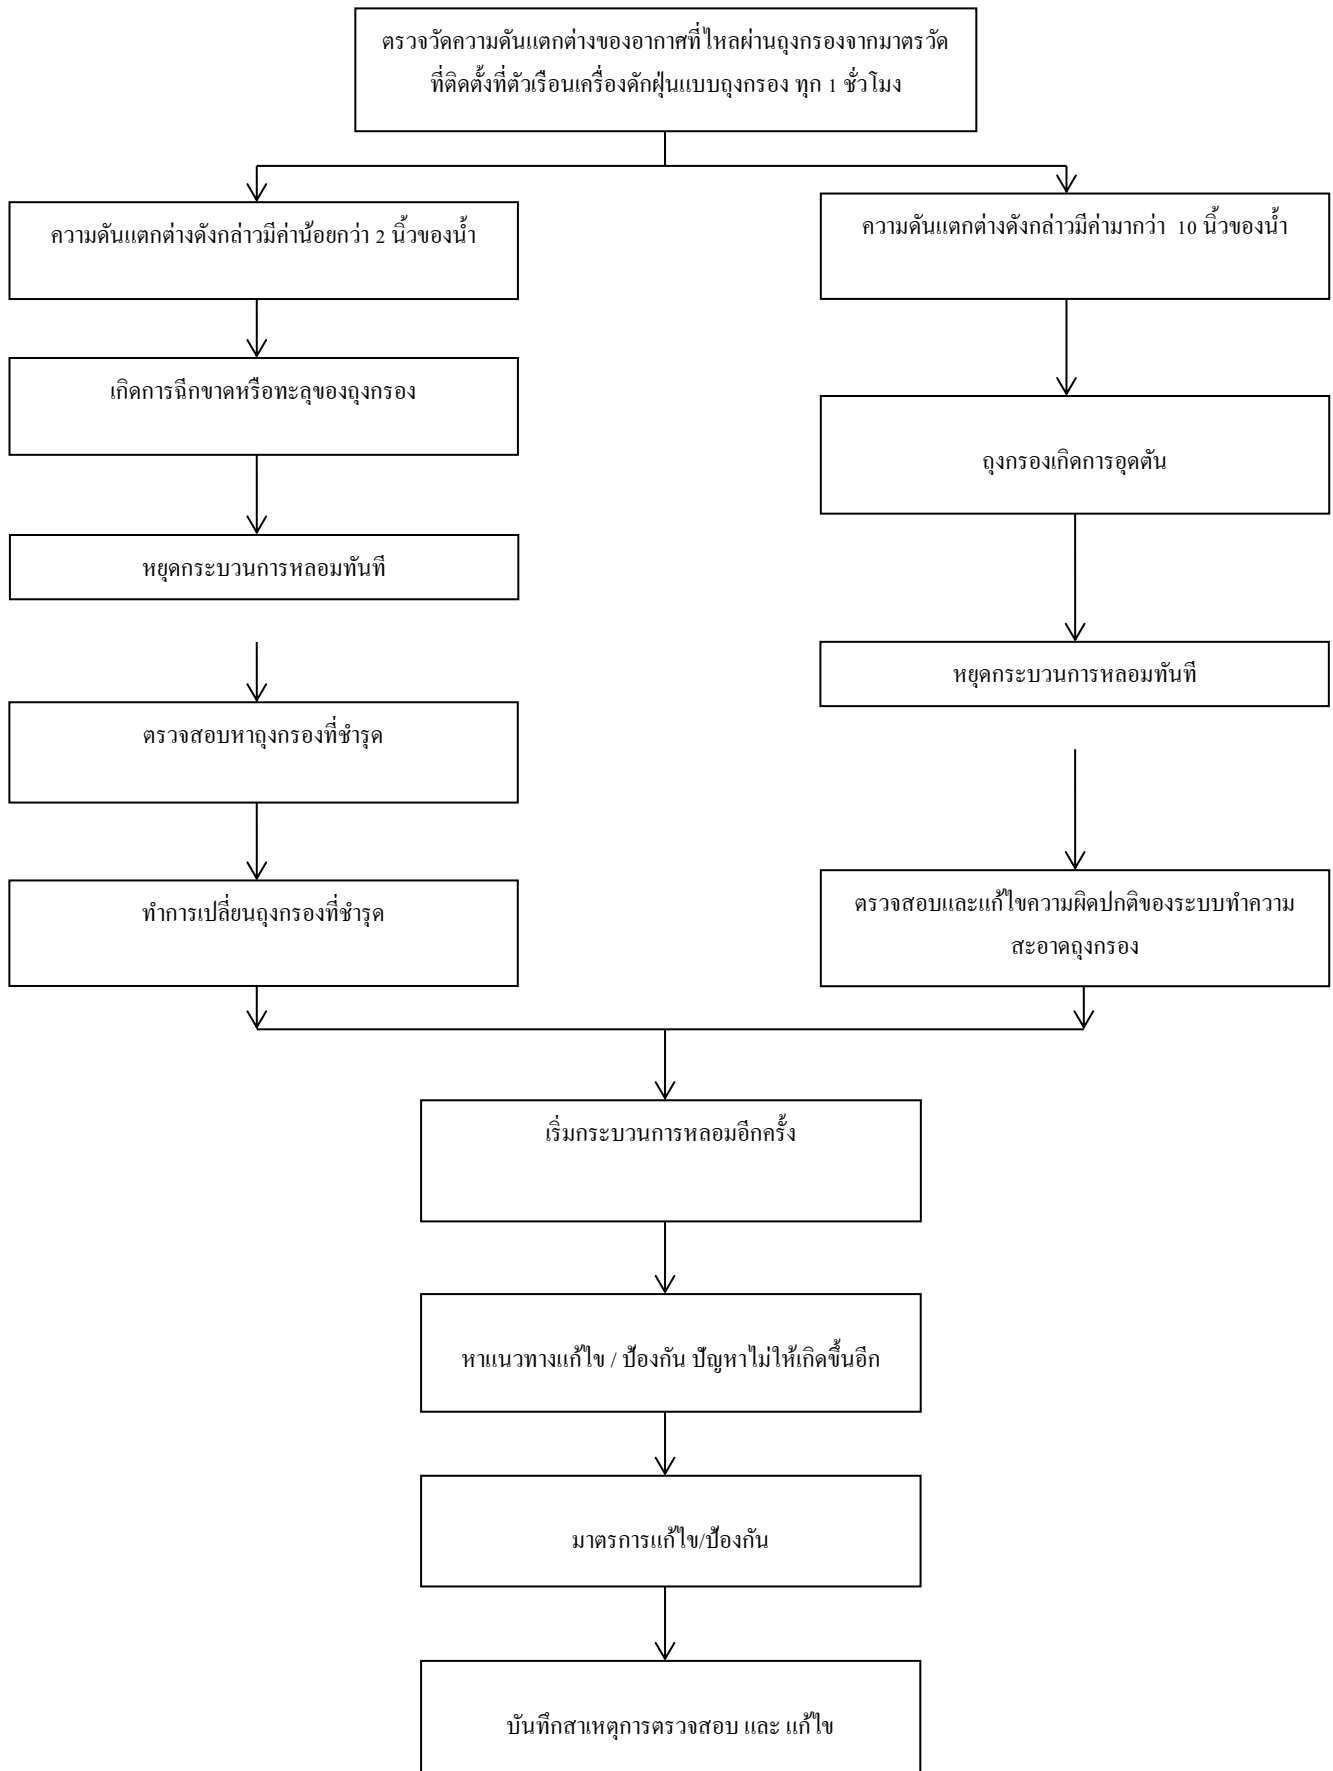 ตรวจวัดความดันแตกต่างของอากาศที่ไหลผ่านถุงกรองจากมาตรวัด
ที่ติดตั้งที่ตัวเรือนเครื่องดักฝุ่นแบบถุงกรอง ทุก 1 ชั่วโมง
ความดันแตกต่างดังกล่าวมีค่าน้อยกว่า 2 นิ้วของน้ำ
เกิดการฉีกขาดหรือทะลุของถุงกรอง
หยุดกระบวนการหลอมทันที
ตรวจสอบหาถุงกรองที่ชำรุด
ทำการเปลี่ยนถุงกรองที่ชำรุด
ความดันแตกต่างดังกล่าวมีค่ามากว่า 10 นิ้วของน้ำ
ถุงกรองเกิดการอุดตัน
หยุดกระบวนการหลอมทันที
ตรวจสอบและแก้ไขความผิดปกติของระบบทำความ
สะอาดถุงกรอง
เริ่มกระบวนการหลอมอีกครั้ง
หาแนวทางแก้ไข / ป้องกัน ปัญหาไม่ให้เกิดขึ้นอีก
มาตรการแก้ไข/ป้องกัน
บันทึกสาเหตุการตรวจสอบ และ แก้ไข